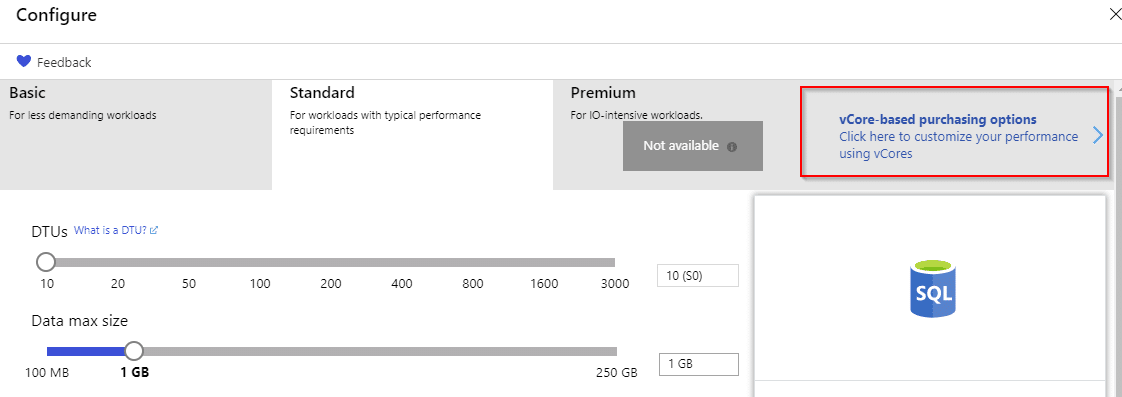 Configure
Feedback
Basic
For less demanding workloads
Standard
For workloads with typical performance
requirements
Premium
For IO-intensive workloads.
Not available
vCore-based purchasing options
Click here to customize your performance
using vCores
DTUs What is a DTU?
10 20 50 100 200 400 800 1600 3000
10 (S0)
Data max size
100 MB 1 GB 250 GB
1 GB
SQL